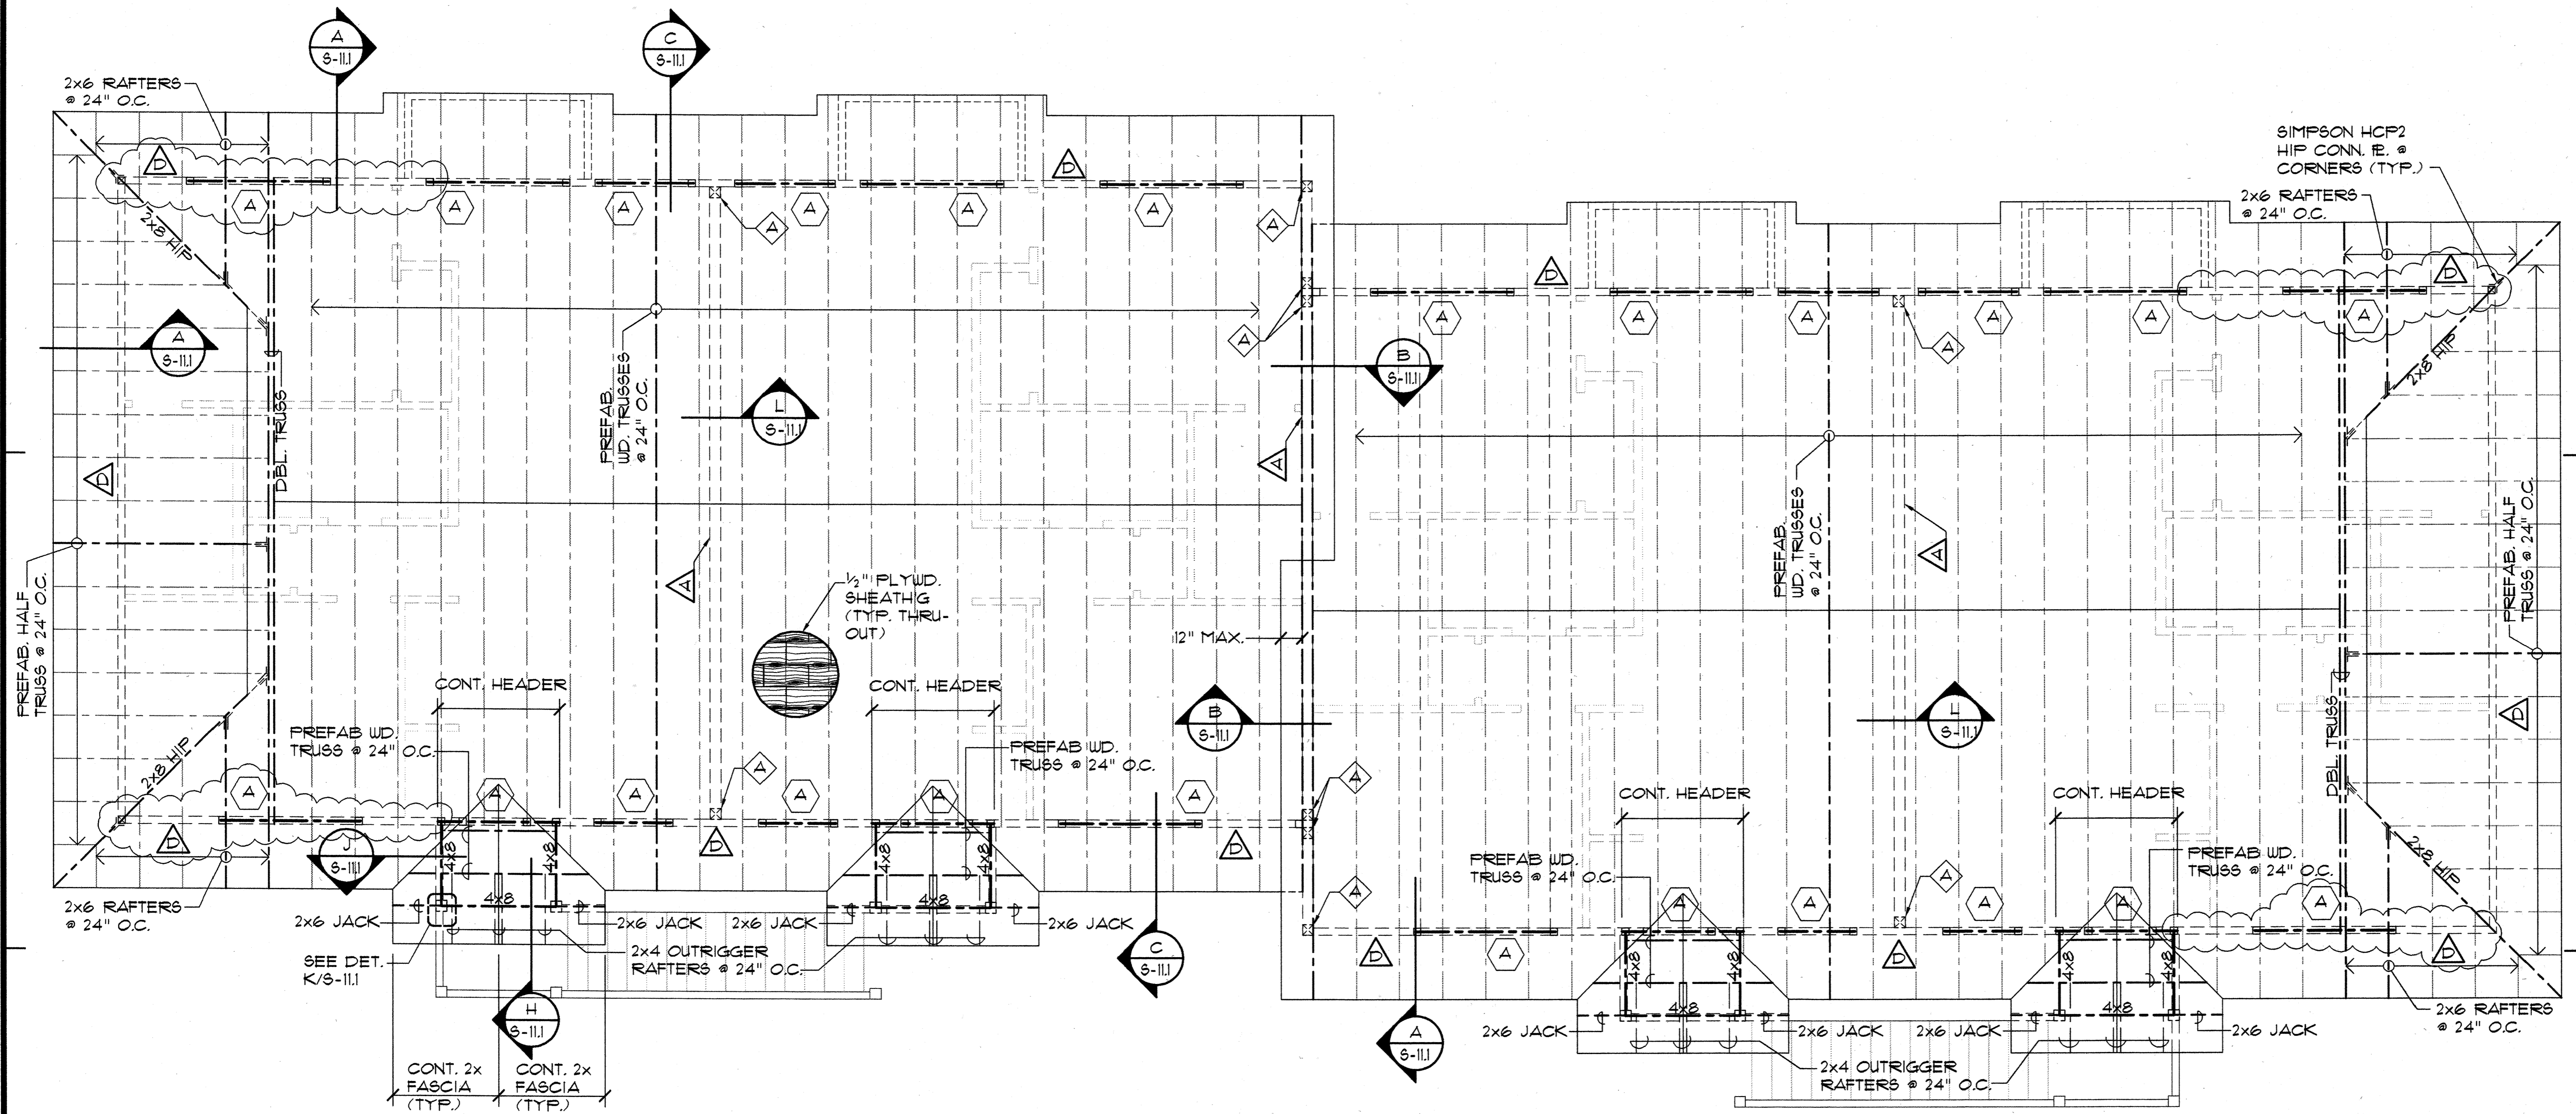 A
S-11.1
C
S-11.1
2x6 RAFTERS
@ 24" O.C.
SIMPSON HCP2
HIP CONN. PL. @
CORNERS (TYP.)
2x6 RAFTERS
@ 24" O.C.
D
D
A
A
A
A
A
A
A
A
2x8 HIP
D
D
A
A
A
A
A
A
A
A
2x8 HIP
A
S-11.1
DBL. TRUSS
PREFAB.
WD. TRUSSES
@ 24" O.C.
L
S-11.1
A
B
S-11.1
A
D
PREFAB. HALF
TRUSS @ 24" O.C.
A
PREFAB.
WD. TRUSSES
@ 24" O.C.
A
PREFAB. HALF
TRUSS @ 24" O.C.
D
1/2" PLYWD.
SHEATH'G
(TYP. THRU-
OUT)
12" MAX.
CONT. HEADER
CONT. HEADER
B
S-11.1
L
S-11.1
DBL. TRUSS
2x8 HIP
PREFAB WD.
TRUSS @ 24" O.C.
PREFAB WD.
TRUSS @ 24" O.C.
A
A
A
A
A
A
A
A
D
D
D
J
S-11.1
4x8
4x8
4x8
4x8
4x8
4x8
CONT. HEADER
CONT. HEADER
PREFAB WD.
TRUSS @ 24" O.C.
PREFAB WD.
TRUSS @ 24" O.C.
2x8 HIP
A
A
A
A
A
A
A
A
D
D
D
2x6 RAFTERS
@ 24" O.C.
2x6 JACK
2x6 JACK
2x6 JACK
2x6 JACK
SEE DET.
K/S-11.1
2x4 OUTRIGGER
RAFTERS @ 24" O.C.
C
S-11.1
4x8
4x8
4x8
4x8
4x8
4x8
H
S-11.1
A
S-11.1
2x6 JACK
2x6 JACK
2x6 JACK
2x6 JACK
2x6 RAFTERS
@ 24" O.C.
2x4 OUTRIGGER
RAFTERS @ 24" O.C.
CONT. 2x
FASCIA
(TYP.)
CONT. 2x
FASCIA
(TYP.)